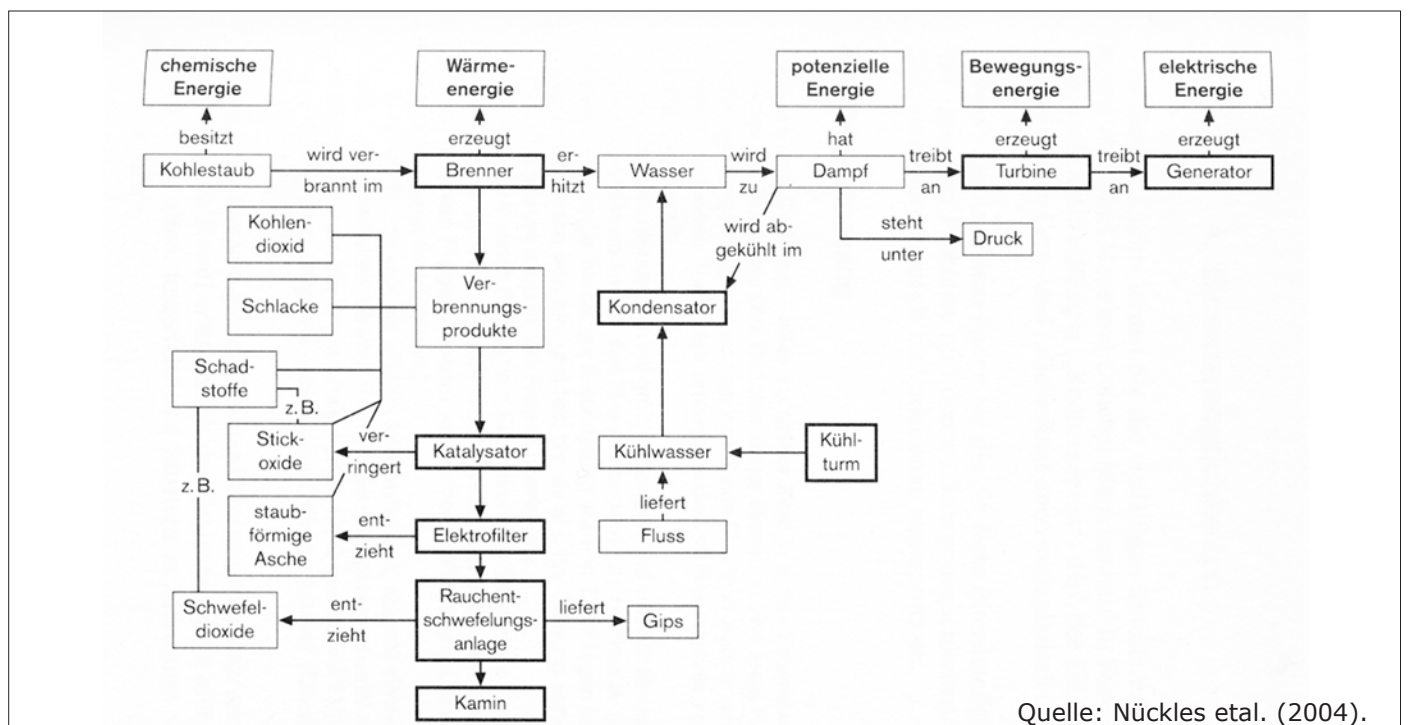 chemische
Energie
Wärme-
energie
potenzielle
Energie
Bewegungs-
energie
elektrische
Energie
besitzt
erzeugt
hat
erzeugt
erzeugt
Kohlestaub
wird ver-
brannt im
Brenner
er-
hitzt
Wasser
wird
zu
Dampf
treibt
an
Turbine
treibt
an
Generator
Kohlen-
dioxid
wird ab-
gekühlt im
steht
unter
Druck
Schlacke
Ver-
brennungs-
produkte
Kondensator
Schad-
stoffe
z. B.
Stick-
oxide
ver-
ringert
Katalysator
Kühlwasser
Kühl-
turm
z. B.
liefert
staub-
förmige
Asche
ent-
zieht
Elektrofilter
Fluss
Schwefel-
dioxide
ent-
zieht
Rauchent-
schwefelungs-
anlage
liefert
Gips
Kamin
Quelle: Nückles etal. (2004).